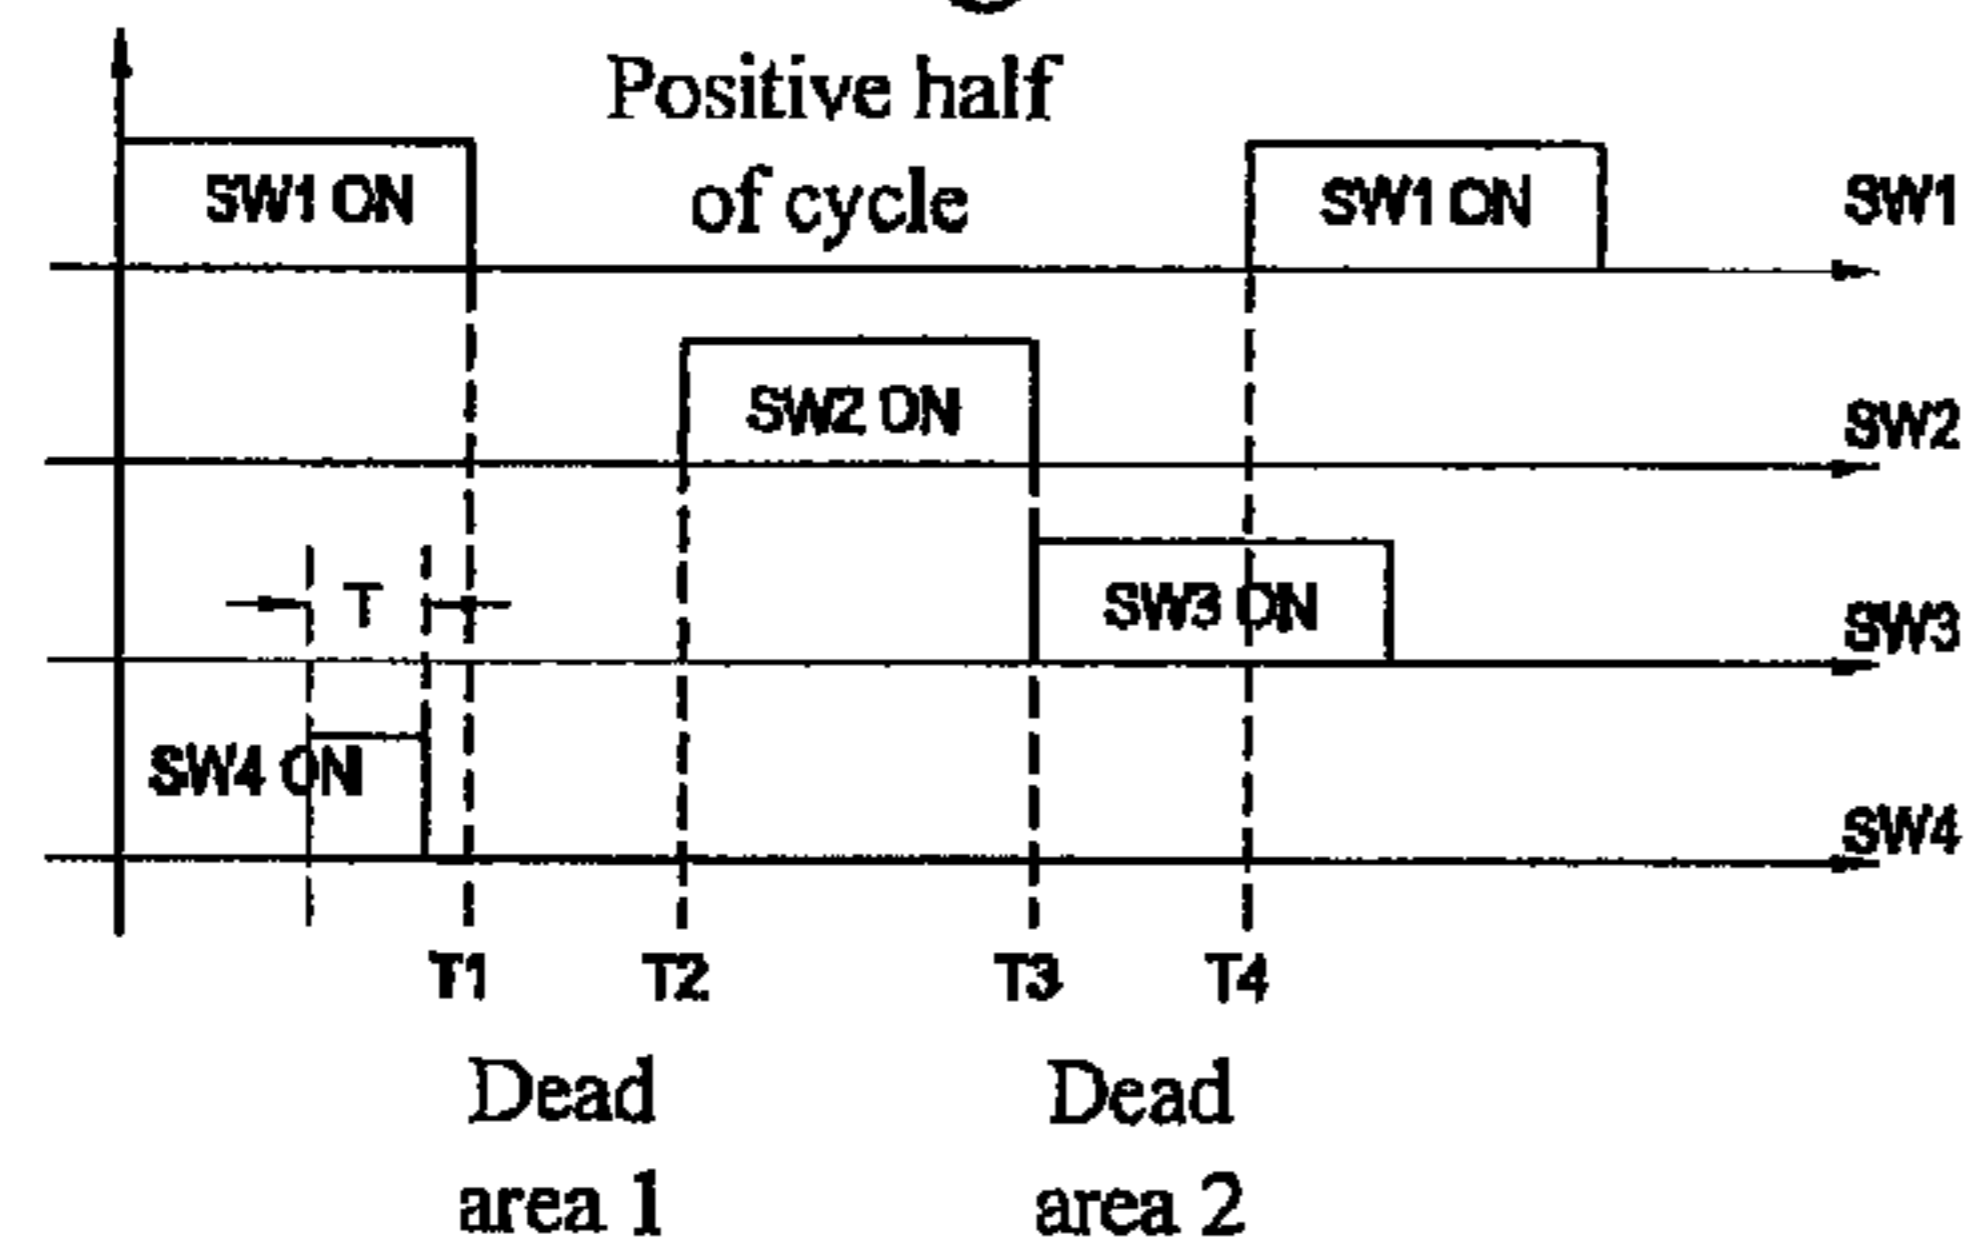 Positive half
of cycle
SW1 ON
SW1 ON
SW1
SW2 ON
SW2
T
SW3 ON
SW3
SW4 ON
SW4
T1
T2
T3
T4
Dead
area 1
Dead
area 2